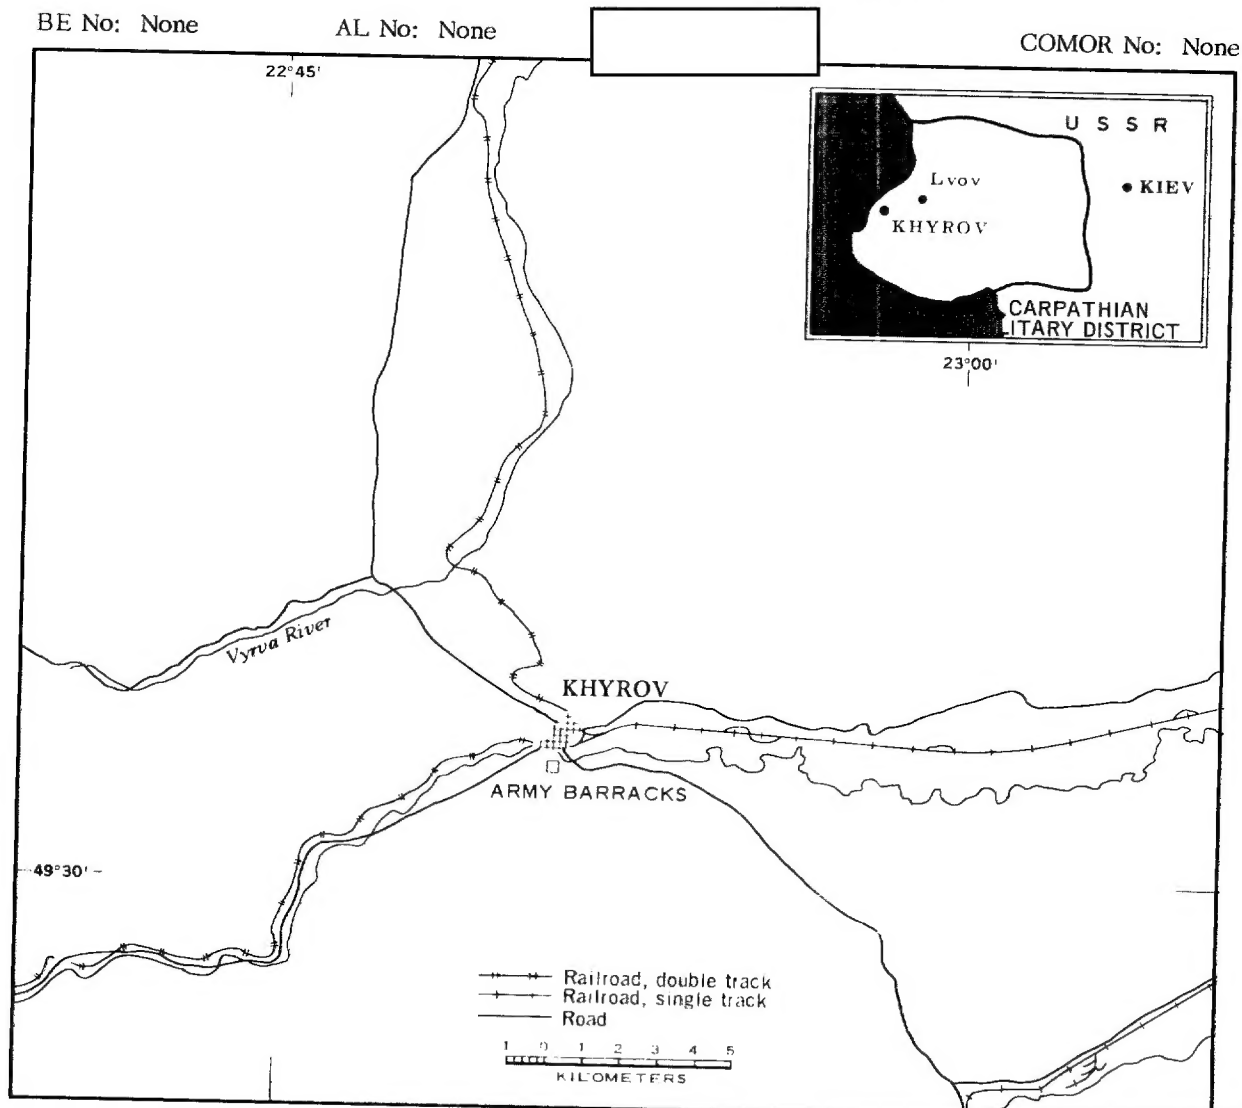 BE No: None
AL No: None
COMOR No: None
22°45'
U S S R
Lvov
KIEV
KHYROV
CARPATHIAN
LITARY DISTRICT
23°00'
Vyrva River
KHYROV
ARMY BARRACKS
49°30'
Railroad, double track
Railroad, single track
Road
1 0 1 2 3 4 5
KILOMETERS